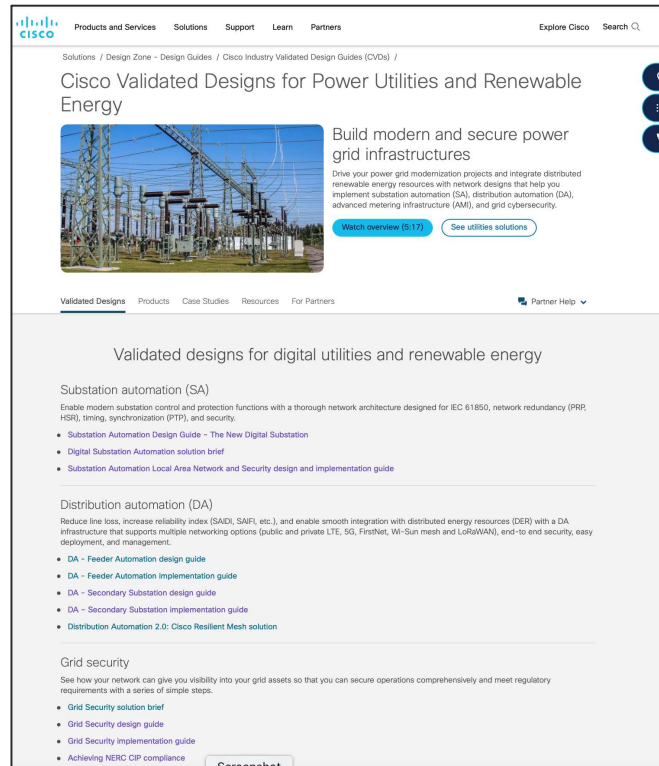 CISCO
Products and Services Solutions Support Learn Partners Explore Cisco Search
Solutions / Design Zone - Design Guides / Cisco Industry Validated Design Guides (CVDs) /
Cisco Validated Designs for Power Utilities and Renewable
Energy
Build modern and secure power
grid infrastructures
Drive your power grid modernization projects and integrate distributed
renewable energy resources with network designs that help you
implement substation automation (SA), distribution automation (DA),
advanced metering infrastructure (AMI), and grid cybersecurity.
Watch overview (5:17) See utilities solutions
Validated Designs Products Case Studies Resources For Partners Partner Help
Validated designs for digital utilities and renewable energy
Substation automation (SA)
Enable modern substation control and protection functions with a thorough network architecture designed for IEC 61850, network redundancy (PRP,
HSR), timing, synchronization (PTP), and security.
• Substation Automation Design Guide – The New Digital Substation
• Digital Substation Automation solution brief
• Substation Automation Local Area Network and Security design and implementation guide
Distribution automation (DA)
Reduce line loss, increase reliability index (SAIDI, SAIFI, etc.), and enable smooth integration with distributed energy resources (DER) with a DA
infrastructure that supports multiple networking options (public and private LTE, 5G, FirstNet, Wi-Sun mesh and LoRaWAN), end-to end security, easy
deployment, and management.
• DA - Feeder Automation design guide
• DA - Feeder Automation implementation guide
• DA - Secondary Substation design guide
• DA - Secondary Substation implementation guide
• Distribution Automation 2.0: Cisco Resilient Mesh solution
Grid security
See how your network can give you visibility into your grid assets so that you can secure operations comprehensively and meet regulatory
requirements with a series of simple steps.
• Grid Security solution brief
• Grid Security design guide
• Grid Security implementation guide
• Achieving NERC CIP compliance
Screenshot